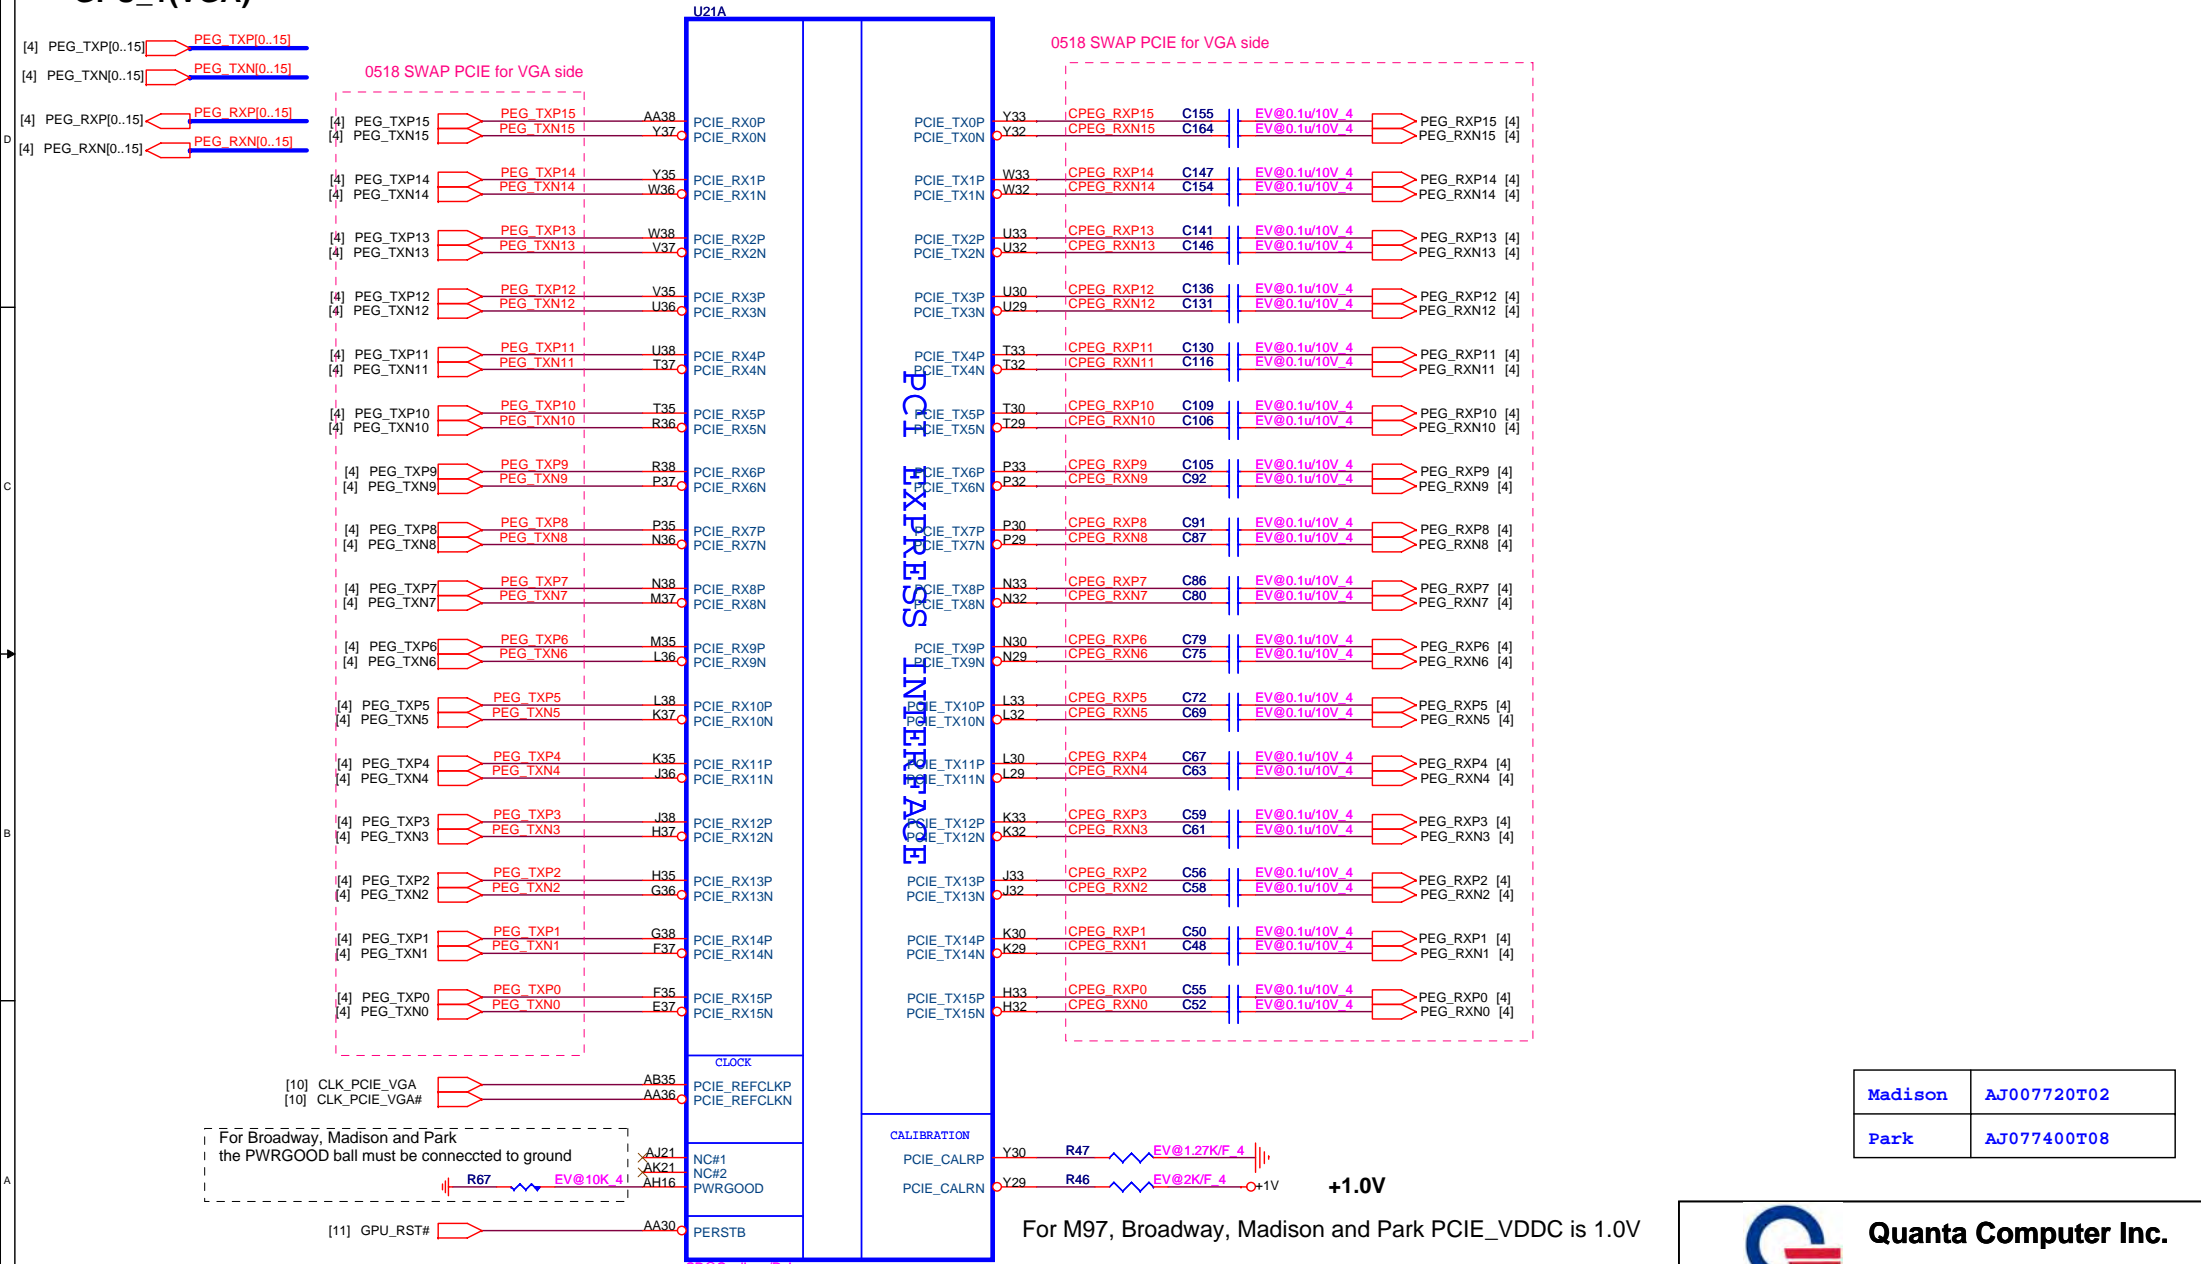 U21A
[4] PEG_TXP[0..15] PEG_TXP[0..15]
[4] PEG_TXN[0..15] PEG_TXN[0..15]
[4] PEG_RXP[0..15] PEG_RXP[0..15]
[4] PEG_RXN[0..15] PEG_RXN[0..15]
0518 SWAP PCIE for VGA side
0518 SWAP PCIE for VGA side
D
C
B
A
[4] PEG_TXP15 PEG_TXP15 AA38 PCIE_RX0P PCIE_TX0P Y33 CPEG_RXP15 C155 EV@0.1u/10V_4 PEG_RXP15 [4]
[4] PEG_TXN15 PEG_TXN15 Y37 PCIE_RX0N PCIE_TX0N Y32 CPEG_RXN15 C164 EV@0.1u/10V_4 PEG_RXN15 [4]
[4] PEG_TXP14 PEG_TXP14 Y35 PCIE_RX1P PCIE_TX1P W33 CPEG_RXP14 C147 EV@0.1u/10V_4 PEG_RXP14 [4]
[4] PEG_TXN14 PEG_TXN14 W36 PCIE_RX1N PCIE_TX1N W32 CPEG_RXN14 C154 EV@0.1u/10V_4 PEG_RXN14 [4]
[4] PEG_TXP13 PEG_TXP13 W38 PCIE_RX2P PCIE_TX2P U33 CPEG_RXP13 C141 EV@0.1u/10V_4 PEG_RXP13 [4]
[4] PEG_TXN13 PEG_TXN13 V37 PCIE_RX2N PCIE_TX2N U32 CPEG_RXN13 C146 EV@0.1u/10V_4 PEG_RXN13 [4]
[4] PEG_TXP12 PEG_TXP12 V35 PCIE_RX3P PCIE_TX3P U30 CPEG_RXP12 C136 EV@0.1u/10V_4 PEG_RXP12 [4]
[4] PEG_TXN12 PEG_TXN12 U36 PCIE_RX3N PCIE_TX3N U29 CPEG_RXN12 C131 EV@0.1u/10V_4 PEG_RXN12 [4]
[4] PEG_TXP11 PEG_TXP11 U38 PCIE_RX4P PCIE_TX4P T33 CPEG_RXP11 C130 EV@0.1u/10V_4 PEG_RXP11 [4]
[4] PEG_TXN11 PEG_TXN11 T37 PCIE_RX4N PCIE_TX4N T32 CPEG_RXN11 C116 EV@0.1u/10V_4 PEG_RXN11 [4]
[4] PEG_TXP10 PEG_TXP10 T35 PCIE_RX5P PCIE_TX5P T30 CPEG_RXP10 C109 EV@0.1u/10V_4 PEG_RXP10 [4]
[4] PEG_TXN10 PEG_TXN10 R36 PCIE_RX5N PCIE_TX5N T29 CPEG_RXN10 C106 EV@0.1u/10V_4 PEG_RXN10 [4]
[4] PEG_TXP9 PEG_TXP9 R38 PCIE_RX6P PCIE_TX6P P33 CPEG_RXP9 C105 EV@0.1u/10V_4 PEG_RXP9 [4]
[4] PEG_TXN9 PEG_TXN9 P37 PCIE_RX6N PCIE_TX6N P32 CPEG_RXN9 C92 EV@0.1u/10V_4 PEG_RXN9 [4]
[4] PEG_TXP8 PEG_TXP8 P35 PCIE_RX7P PCIE_TX7P P30 CPEG_RXP8 C91 EV@0.1u/10V_4 PEG_RXP8 [4]
[4] PEG_TXN8 PEG_TXN8 N36 PCIE_RX7N PCIE_TX7N P29 CPEG_RXN8 C87 EV@0.1u/10V_4 PEG_RXN8 [4]
[4] PEG_TXP7 PEG_TXP7 N38 PCIE_RX8P PCIE_TX8P N33 CPEG_RXP7 C86 EV@0.1u/10V_4 PEG_RXP7 [4]
[4] PEG_TXN7 PEG_TXN7 M37 PCIE_RX8N PCIE_TX8N N32 CPEG_RXN7 C80 EV@0.1u/10V_4 PEG_RXN7 [4]
[4] PEG_TXP6 PEG_TXP6 M35 PCIE_RX9P PCIE_TX9P N30 CPEG_RXP6 C79 EV@0.1u/10V_4 PEG_RXP6 [4]
[4] PEG_TXN6 PEG_TXN6 L36 PCIE_RX9N PCIE_TX9N N29 CPEG_RXN6 C75 EV@0.1u/10V_4 PEG_RXN6 [4]
[4] PEG_TXP5 PEG_TXP5 L38 PCIE_RX10P PCIE_TX10P L33 CPEG_RXP5 C72 EV@0.1u/10V_4 PEG_RXP5 [4]
[4] PEG_TXN5 PEG_TXN5 K37 PCIE_RX10N PCIE_TX10N L32 CPEG_RXN5 C69 EV@0.1u/10V_4 PEG_RXN5 [4]
[4] PEG_TXP4 PEG_TXP4 K35 PCIE_RX11P PCIE_TX11P L30 CPEG_RXP4 C67 EV@0.1u/10V_4 PEG_RXP4 [4]
[4] PEG_TXN4 PEG_TXN4 J36 PCIE_RX11N PCIE_TX11N L29 CPEG_RXN4 C63 EV@0.1u/10V_4 PEG_RXN4 [4]
[4] PEG_TXP3 PEG_TXP3 J38 PCIE_RX12P PCIE_TX12P K33 CPEG_RXP3 C59 EV@0.1u/10V_4 PEG_RXP3 [4]
[4] PEG_TXN3 PEG_TXN3 H37 PCIE_RX12N PCIE_TX12N K32 CPEG_RXN3 C61 EV@0.1u/10V_4 PEG_RXN3 [4]
[4] PEG_TXP2 PEG_TXP2 H35 PCIE_RX13P PCIE_TX13P J33 CPEG_RXP2 C56 EV@0.1u/10V_4 PEG_RXP2 [4]
[4] PEG_TXN2 PEG_TXN2 G36 PCIE_RX13N PCIE_TX13N J32 CPEG_RXN2 C58 EV@0.1u/10V_4 PEG_RXN2 [4]
[4] PEG_TXP1 PEG_TXP1 G38 PCIE_RX14P PCIE_TX14P K30 CPEG_RXP1 C50 EV@0.1u/10V_4 PEG_RXP1 [4]
[4] PEG_TXN1 PEG_TXN1 F37 PCIE_RX14N PCIE_TX14N K29 CPEG_RXN1 C48 EV@0.1u/10V_4 PEG_RXN1 [4]
[4] PEG_TXP0 PEG_TXP0 F35 PCIE_RX15P PCIE_TX15P H33 CPEG_RXP0 C55 EV@0.1u/10V_4 PEG_RXP0 [4]
[4] PEG_TXN0 PEG_TXN0 E37 PCIE_RX15N PCIE_TX15N H32 CPEG_RXN0 C52 EV@0.1u/10V_4 PEG_RXN0 [4]
PCI EXPRESS INTERFACE
CLOCK
[10] CLK_PCIE_VGA AB35 PCIE_REFCLKP
[10] CLK_PCIE_VGA# AA36 PCIE_REFCLKN
For Broadway, Madison and Park
the PWRGOOD ball must be conneccted to ground
AJ21 NC#1
AK21 NC#2
R67 EV@10K_4 AH16 PWRGOOD
[11] GPU_RST# AA30 PERSTB
CALIBRATION
PCIE_CALRP Y30 R47 EV@1.27K/F_4
PCIE_CALRN Y29 R46 EV@2K/F_4 +1V +1.0V
For M97, Broadway, Madison and Park PCIE_VDDC is 1.0V
Madison AJ007720T02
Park AJ077400T08
Quanta Computer Inc.